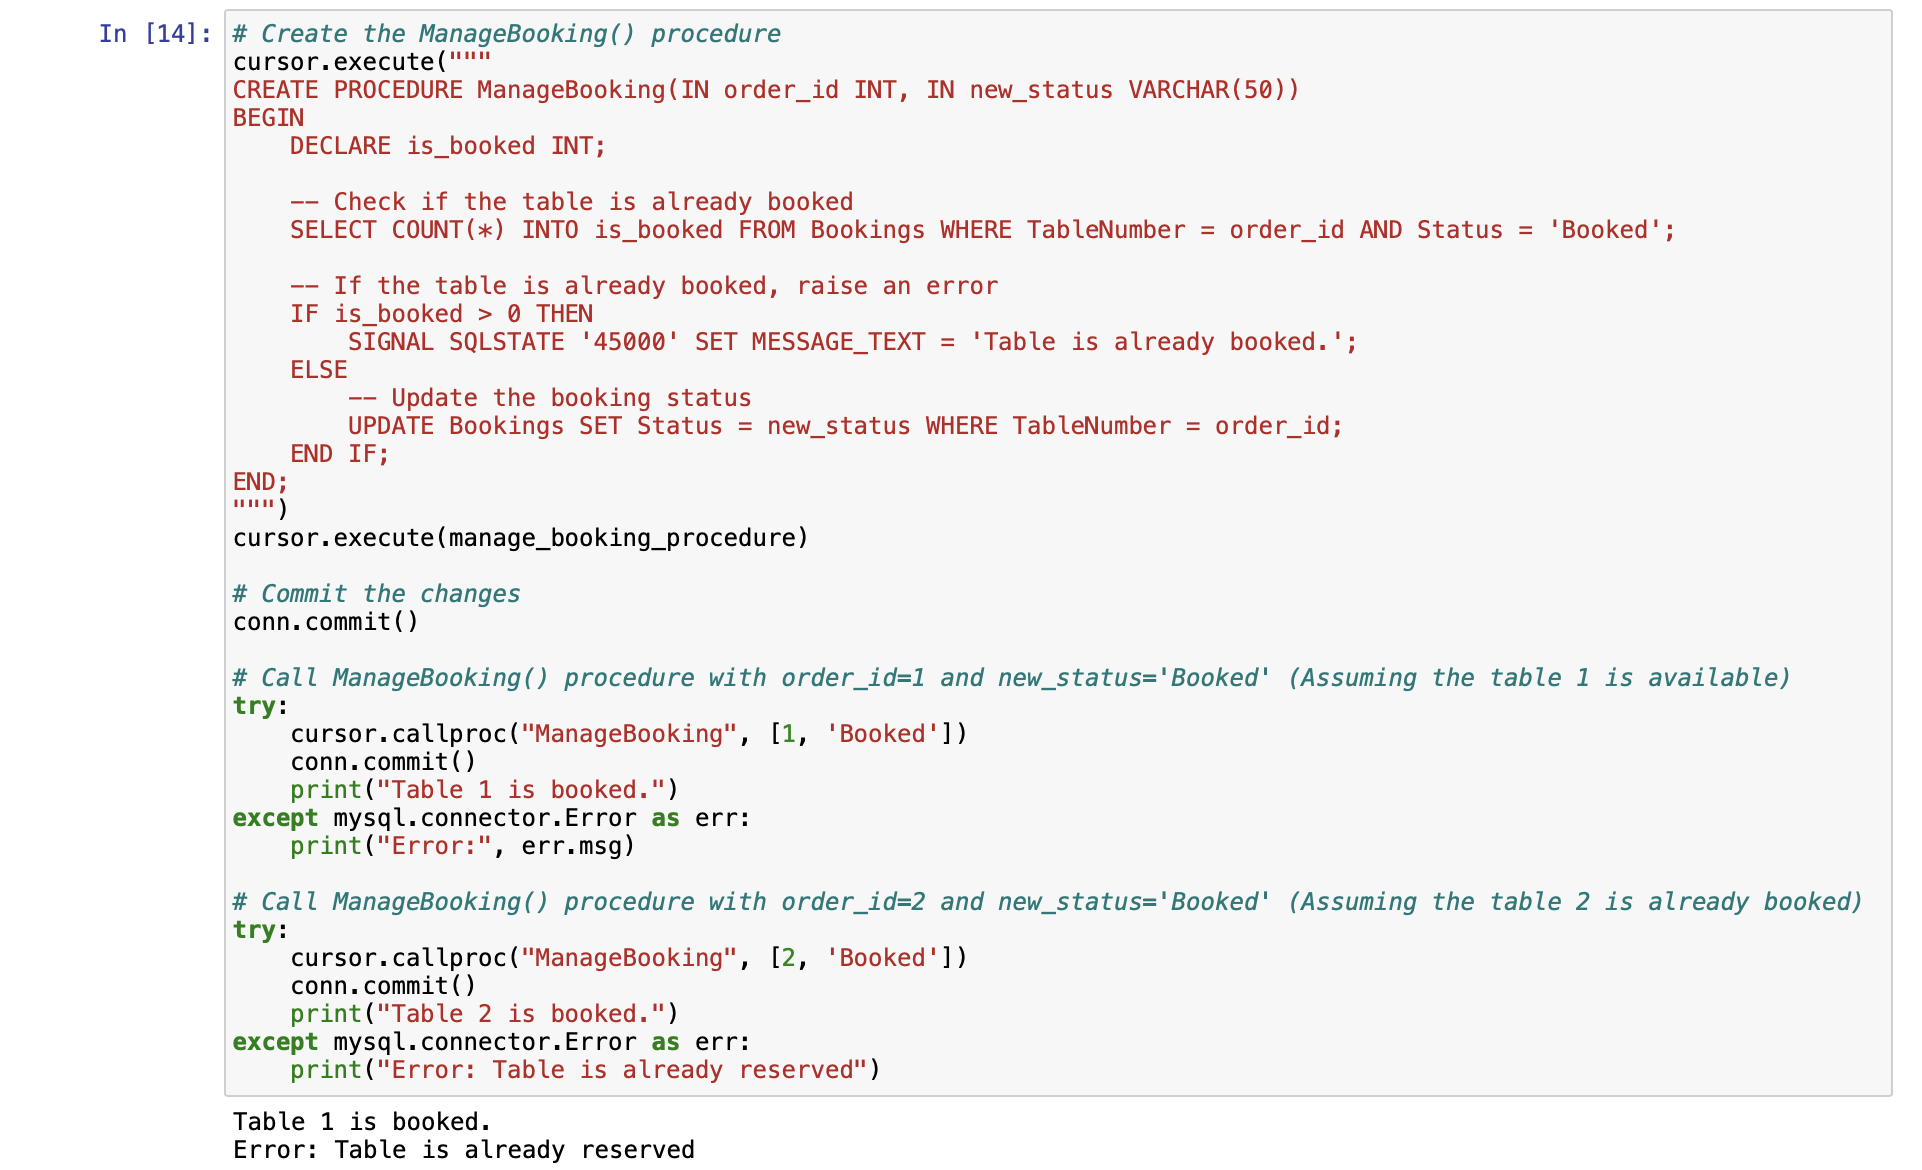 In [14]: # Create the ManageBooking() procedure
cursor.execute("""
CREATE PROCEDURE ManageBooking(IN order_id INT, IN new_status VARCHAR(50))
BEGIN
    DECLARE is_booked INT;

    -- Check if the table is already booked
    SELECT COUNT(*) INTO is_booked FROM Bookings WHERE TableNumber = order_id AND Status = 'Booked';

    -- If the table is already booked, raise an error
    IF is_booked > 0 THEN
        SIGNAL SQLSTATE '45000' SET MESSAGE_TEXT = 'Table is already booked.';
    ELSE
        -- Update the booking status
        UPDATE Bookings SET Status = new_status WHERE TableNumber = order_id;
    END IF;
END;
""")
cursor.execute(manage_booking_procedure)

# Commit the changes
conn.commit()

# Call ManageBooking() procedure with order_id=1 and new_status='Booked' (Assuming the table 1 is available)
try:
    cursor.callproc("ManageBooking", [1, 'Booked'])
    conn.commit()
    print("Table 1 is booked.")
except mysql.connector.Error as err:
    print("Error:", err.msg)

# Call ManageBooking() procedure with order_id=2 and new_status='Booked' (Assuming the table 2 is already booked)
try:
    cursor.callproc("ManageBooking", [2, 'Booked'])
    conn.commit()
    print("Table 2 is booked.")
except mysql.connector.Error as err:
    print("Error: Table is already reserved")

Table 1 is booked.
Error: Table is already reserved